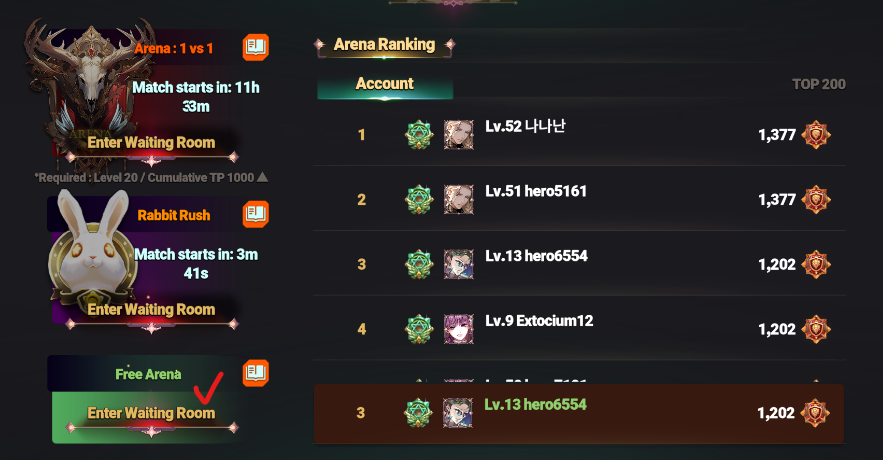 Arena : 1 vs 1
Match starts in: 11h
33m
ARENA
Enter Waiting Room
*Required : Level 20 / Cumulative TP 1000 ▲
Rabbit Rush
Match starts in: 3m
41s
Enter Waiting Room
Free Arena
Enter Waiting Room
Arena Ranking
Account
TOP 200
1 Lv.52 나나난 1,377
2 Lv.51 hero5161 1,377
3 Lv.13 hero6554 1,202
4 Lv.9 Extocium12 1,202
3 Lv.13 hero6554 1,202